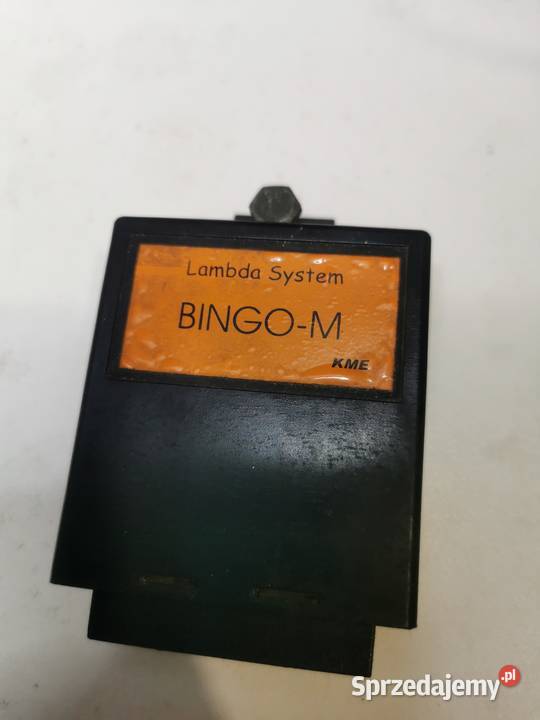 Lambda System
BINGO-M
KME
Sprzedajemy.pl